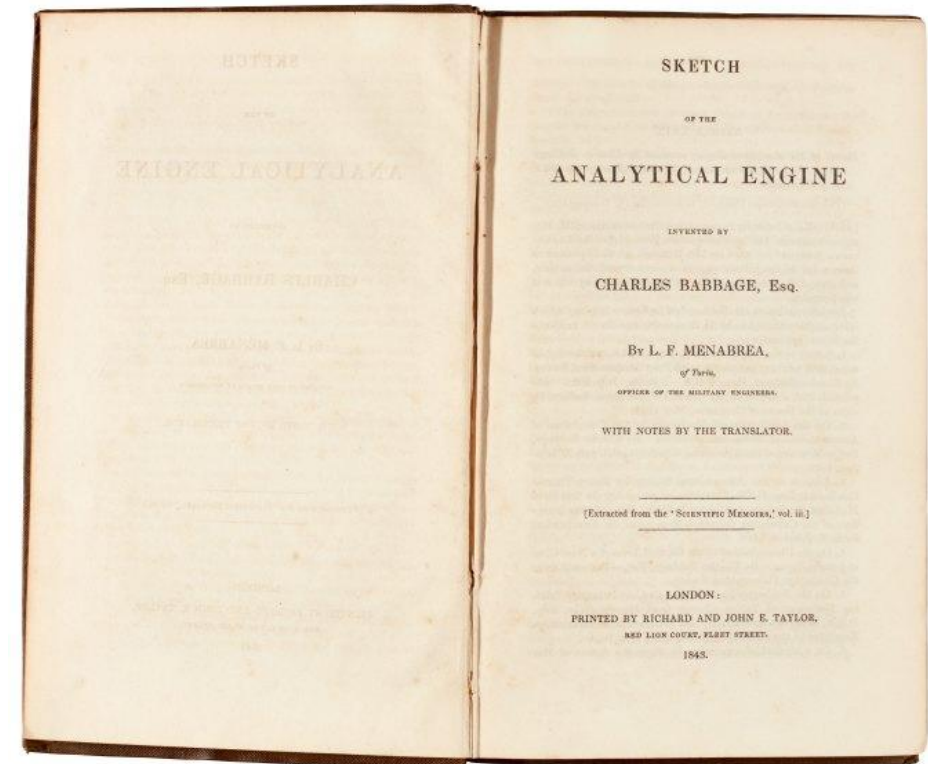 SKETCH
OF THE
ANALYTICAL ENGINE
INVENTED BY
CHARLES BABBAGE, Esq.
By L. F. MENABREA,
of Turin,
OFFICER OF THE MILITARY ENGINEERS.
WITH NOTES BY THE TRANSLATOR.
[Extracted from the ‘Scientific Memoirs,’ vol. iii.]
LONDON:
PRINTED BY RICHARD AND JOHN E. TAYLOR,
RED LION COURT, FLEET STREET.
1843.